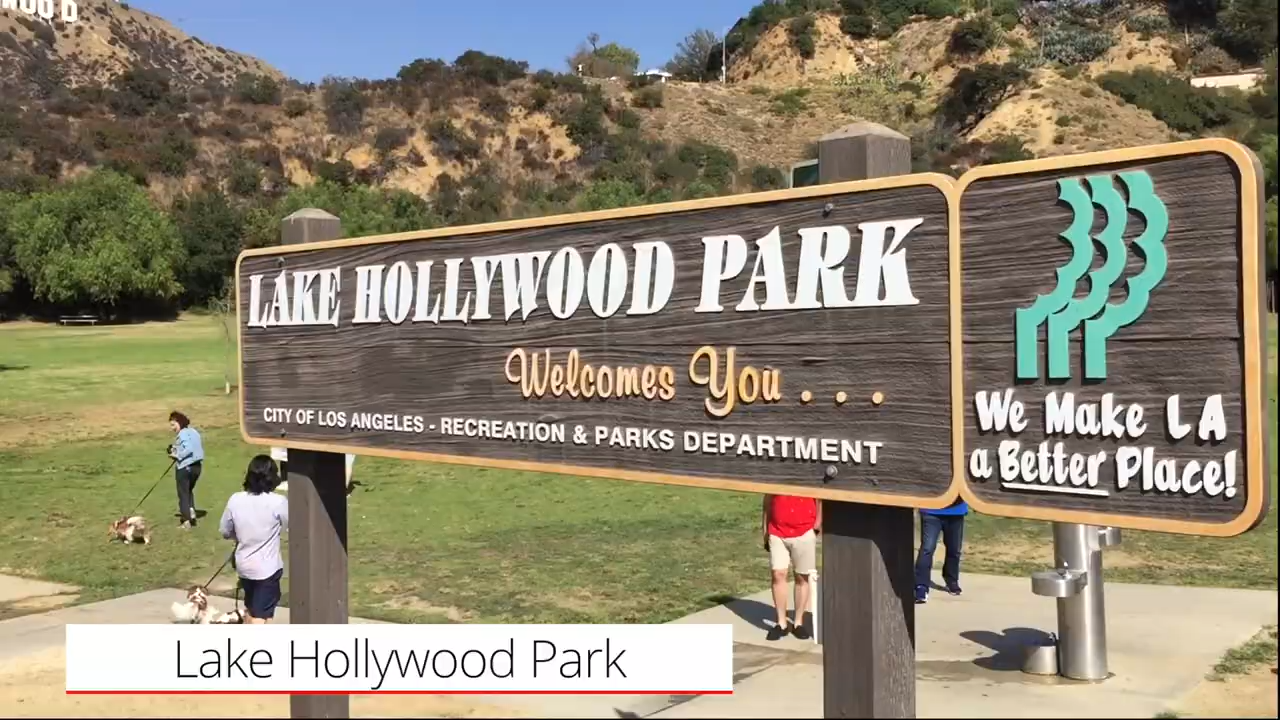 WOOD
LAKE HOLLYWOOD PARK
Welcomes You . . . .
CITY OF LOS ANGELES - RECREATION & PARKS DEPARTMENT
We Make LA
a Better Place!
Lake Hollywood Park